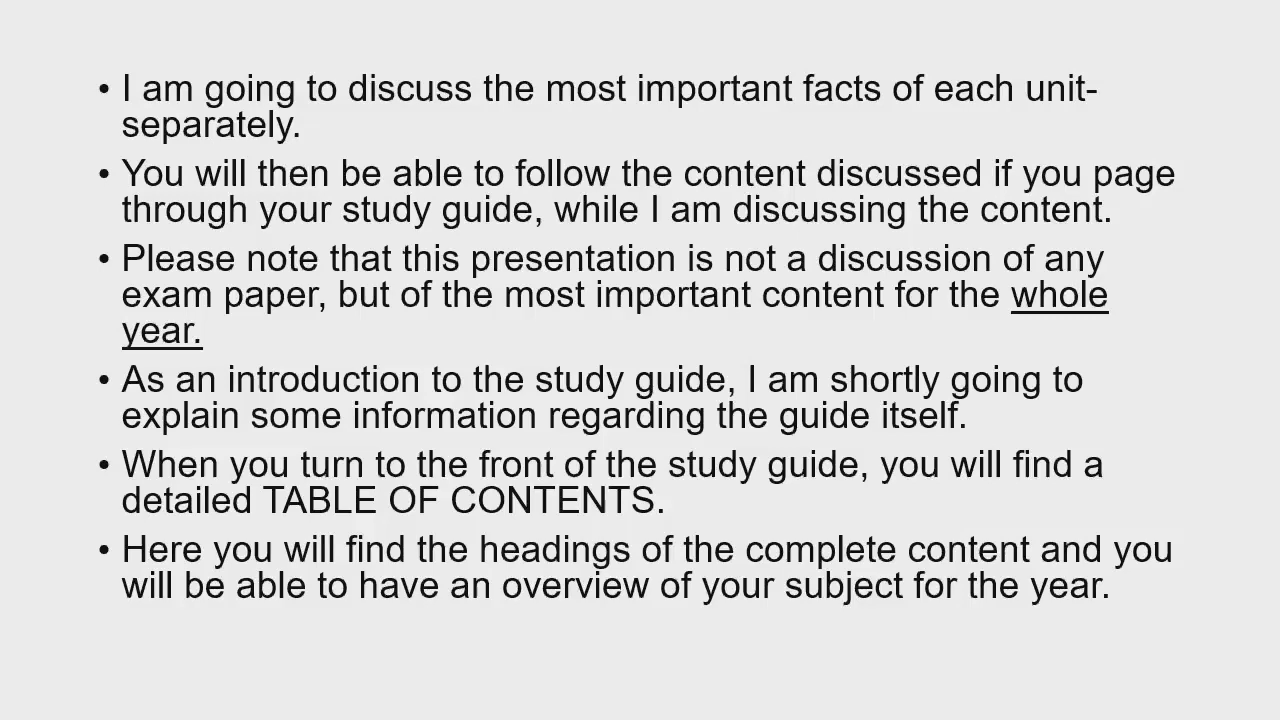 • I am going to discuss the most important facts of each unit-
separately.
• You will then be able to follow the content discussed if you page
through your study guide, while I am discussing the content.
• Please note that this presentation is not a discussion of any
exam paper, but of the most important content for the whole
year.
• As an introduction to the study guide, I am shortly going to
explain some information regarding the guide itself.
• When you turn to the front of the study guide, you will find a
detailed TABLE OF CONTENTS.
• Here you will find the headings of the complete content and you
will be able to have an overview of your subject for the year.